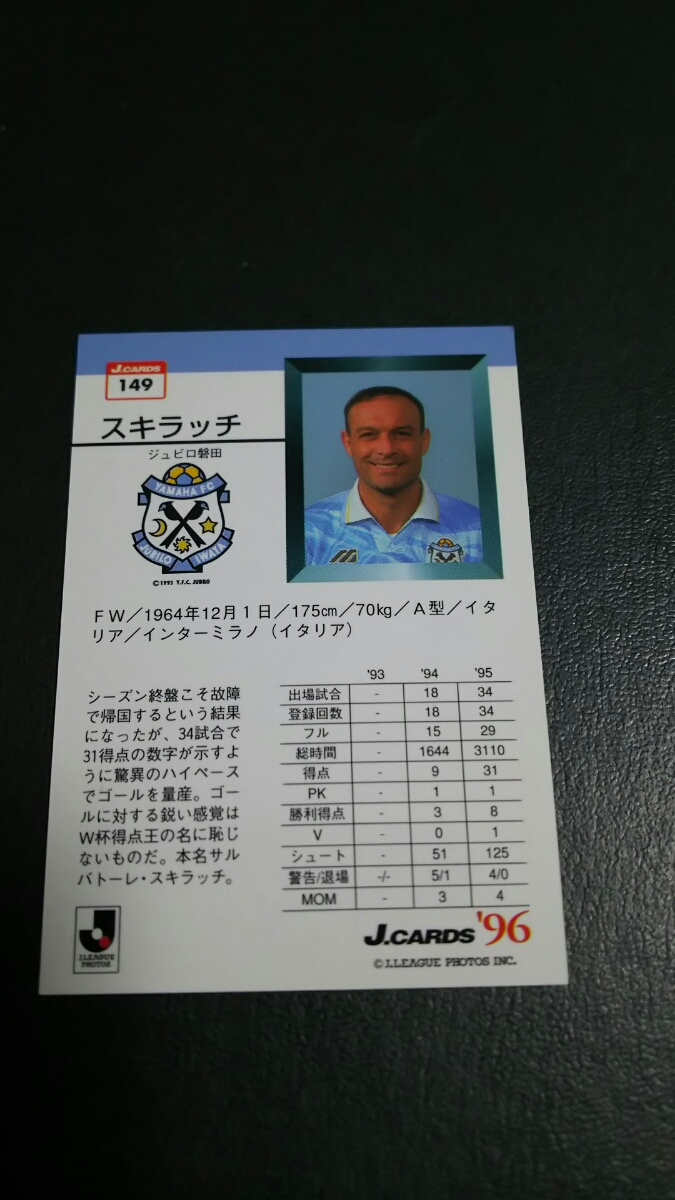 J.CARDS
149
スキラッチ
ジュビロ磐田
YAMAHA FC
JUBILO IWATA
©1993 Y.F.C. JUBILO
FW／1964年12月1日／175cm／70kg／A型／イタ
リア／インターミラノ（イタリア）
シーズン終盤こそ故障
で帰国するという結果
になったが、34試合で
31得点の数字が示すよ
うに驚異のハイペース
でゴールを量産。ゴー
ルに対する鋭い感覚は
W杯得点王の名に恥じ
ないものだ。本名サル
バトーレ・スキラッチ。
'93 '94 '95
出場試合 - 18 34
登録回数 - 18 34
フル - 15 29
総時間 - 1644 3110
得点 - 9 31
PK - 1 1
勝利得点 - 3 8
V - 0 1
シュート - 51 125
警告/退場 -/- 5/1 4/0
MOM - 3 4
J.LEAGUE
PHOTOS
J.CARDS '96
©J.LEAGUE PHOTOS INC.